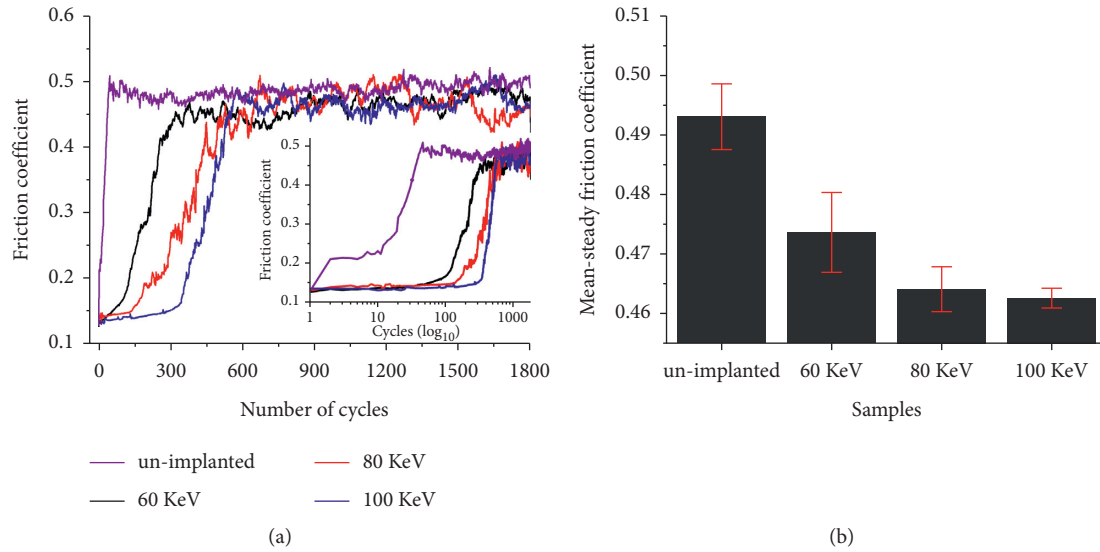 0.6
0.5
0.4
0.3
0.2
0.1
Friction coefficient
0 300 600 900 1200 1500 1800
Number of cycles
0.5
0.4
0.3
0.2
0.1
Friction coefficient
1 10 100 1000
Cycles (log10)
un-implanted
60 KeV
80 KeV
100 KeV
(a)
0.51
0.50
0.49
0.48
0.47
0.46
Mean-steady friction coefficient
un-implanted 60 KeV 80 KeV 100 KeV
Samples
(b)